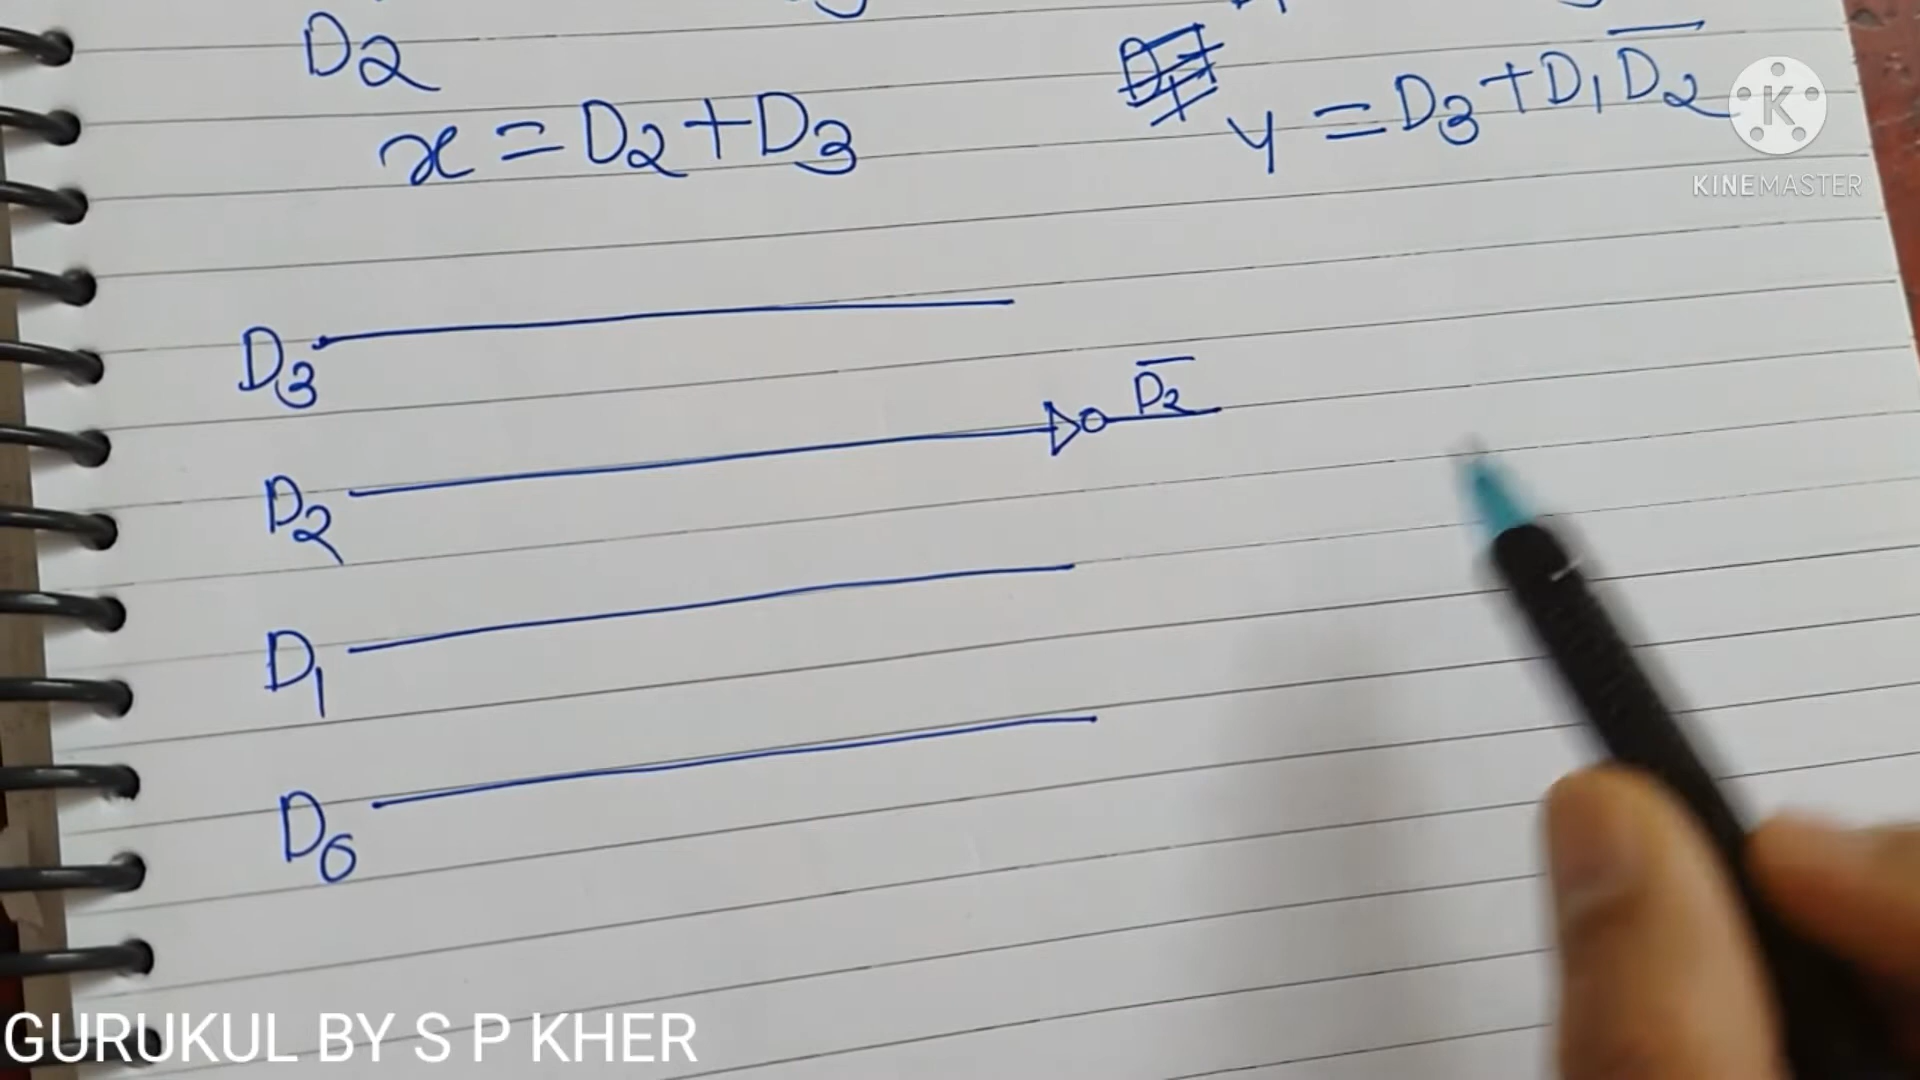 D2
x = D2 + D3
y = D3 + D1 D̅2̅
KINEMASTER
D3
D̅2̅
D2
D1
D0
GURUKUL BY S P KHER